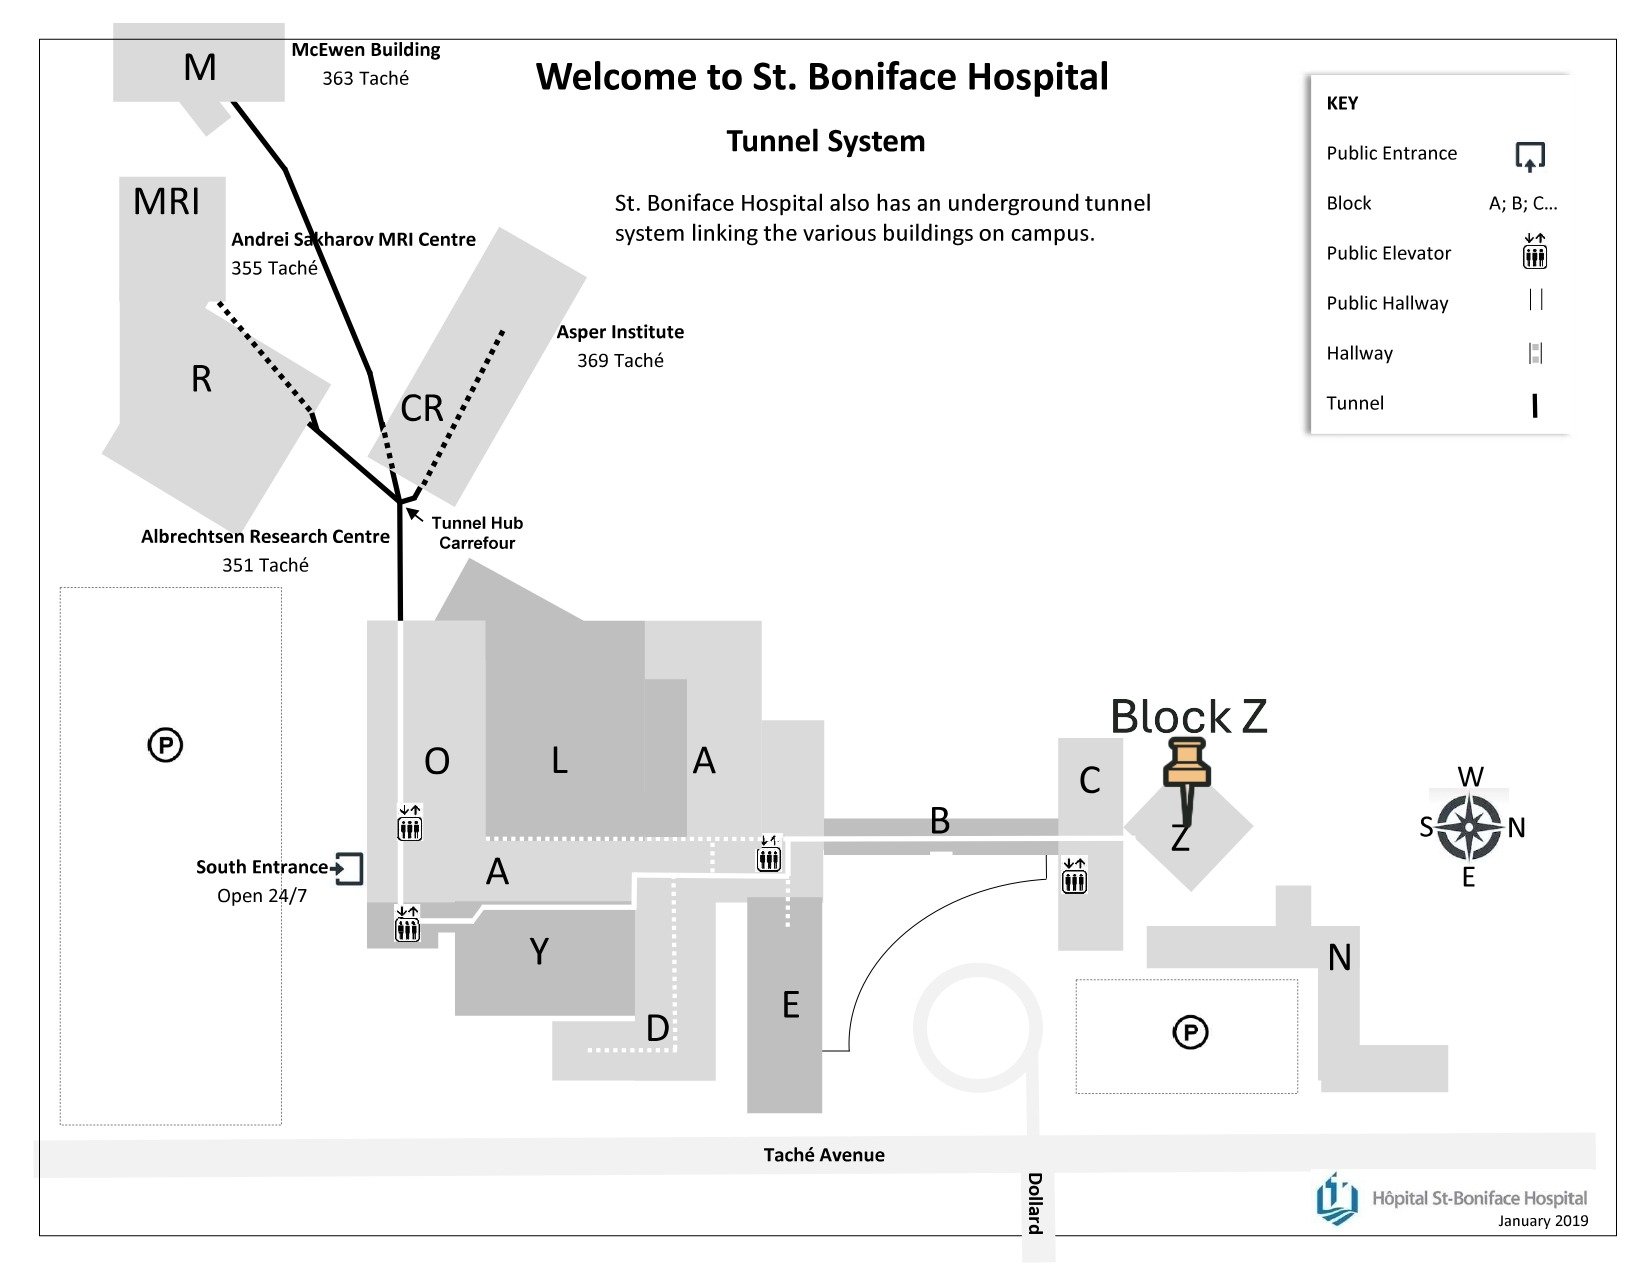 M
McEwen Building
363 Taché
Welcome to St. Boniface Hospital
Tunnel System
St. Boniface Hospital also has an underground tunnel
system linking the various buildings on campus.
KEY
Public Entrance
Block A; B; C...
Public Elevator
Public Hallway
Hallway
Tunnel
MRI
Andrei Sakharov MRI Centre
355 Taché
R
CR
Asper Institute
369 Taché
Albrechtsen Research Centre
351 Taché
Tunnel Hub
Carrefour
P
O
L
A
B
C
Block Z
Z
W
S N
E
South Entrance
Open 24/7
A
Y
D
E
N
P
Taché Avenue
Dollard
Hôpital St-Boniface Hospital
January 2019